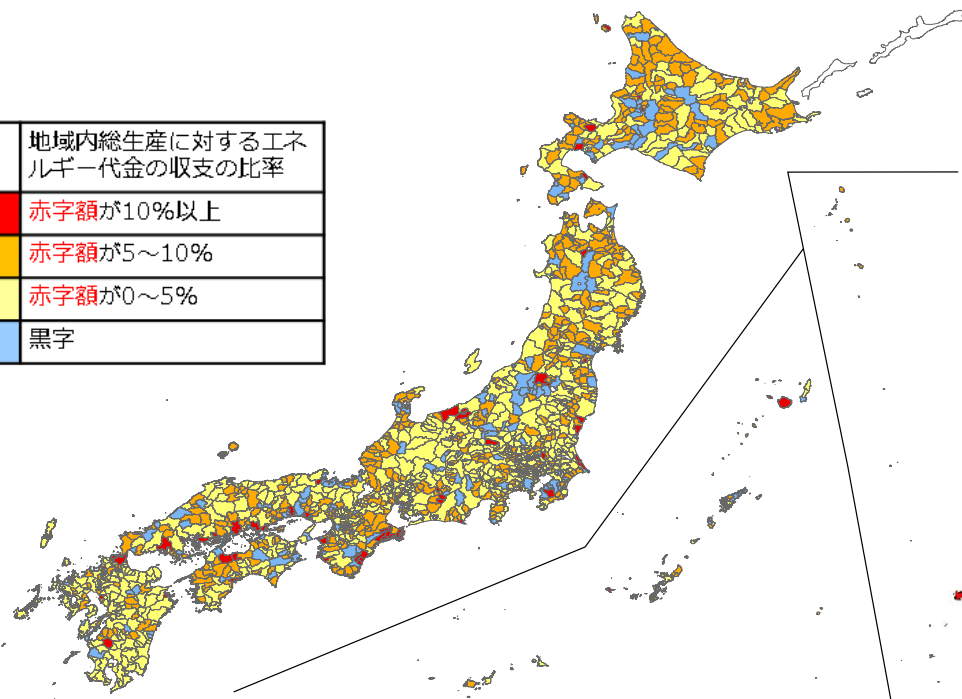 地域内総生産に対するエネ
ルギー代金の収支の比率
赤字額が10%以上
赤字額が5～10%
赤字額が0～5%
黒字